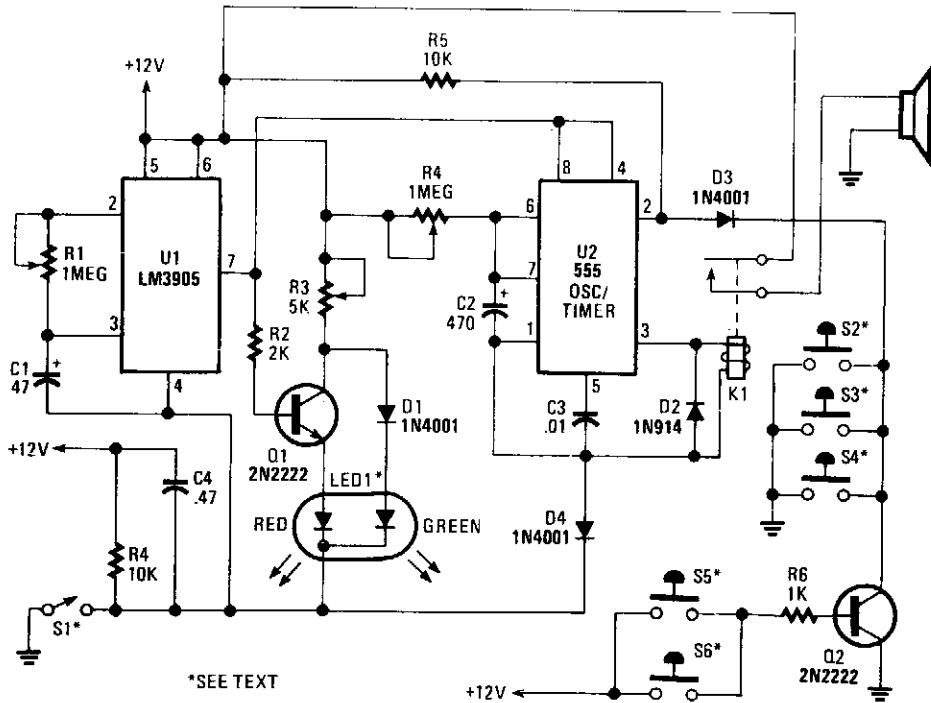 R5
10K
+12V
5
6
R4
1MEG
8
4
D3
1N4001
2
6
2
R1
1MEG
U1
LM3905
7
R3
5K
7
U2
555
OSC/
TIMER
3
R2
2K
C2
470
+
1
3
S2*
C1
47
+
4
D1
1N4001
5
C3
.01
D2
1N914
K1
S3*
+12V
C4
.47
Q1
2N2222
LED1*
S4*
RED
GREEN
D4
1N4001
R4
10K
S5*
R6
1K
S1*
S6*
Q2
2N2222
*SEE TEXT
+12V